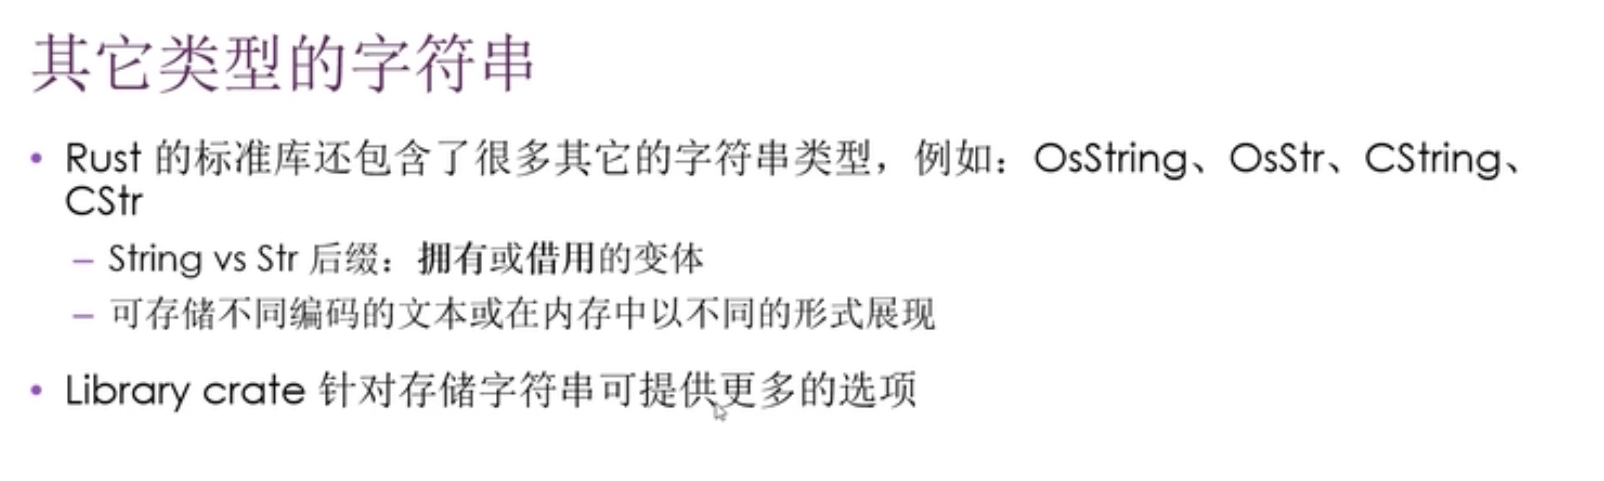 其它类型的字符串
• Rust 的标准库还包含了很多其它的字符串类型，例如：OsString、OsStr、CString、
CStr
– String vs Str 后缀：拥有或借用的变体
– 可存储不同编码的文本或在内存中以不同的形式展现
• Library crate 针对存储字符串可提供更多的选项